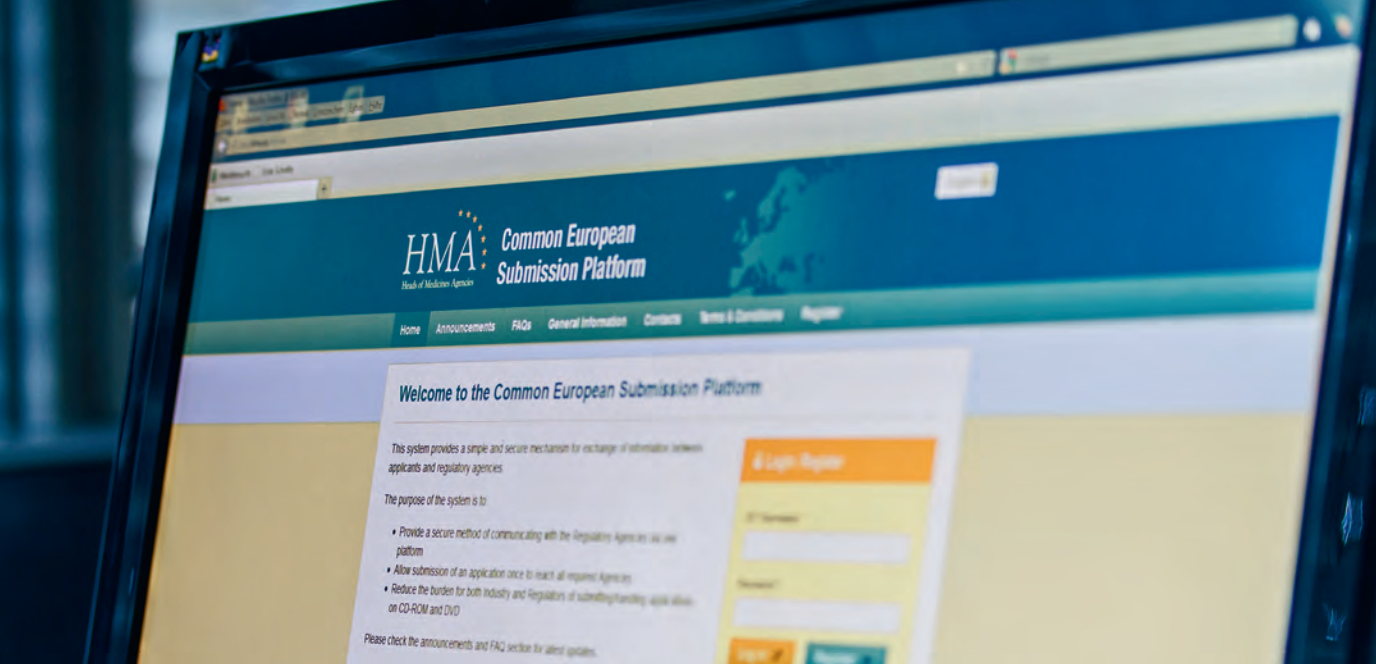 HMA
Heads of Medicines Agencies
Common European
Submission Platform
Home Announcements FAQs General Information Contacts Terms & Conditions Register
Welcome to the Common European Submission Platform
This system provides a simple and secure mechanism for exchange of information between
applicants and regulatory agencies
The purpose of the system is to
• Provide a secure method of communicating with the Regulatory Agencies via one
platform
• Allow submission of an application once to reach all required Agencies
• Reduce the burden for both Industry and Regulators of submitting/handling applications
on CD-ROM and DVD
Please check the announcements and FAQ section for latest updates.
Login / Register
Password
Register